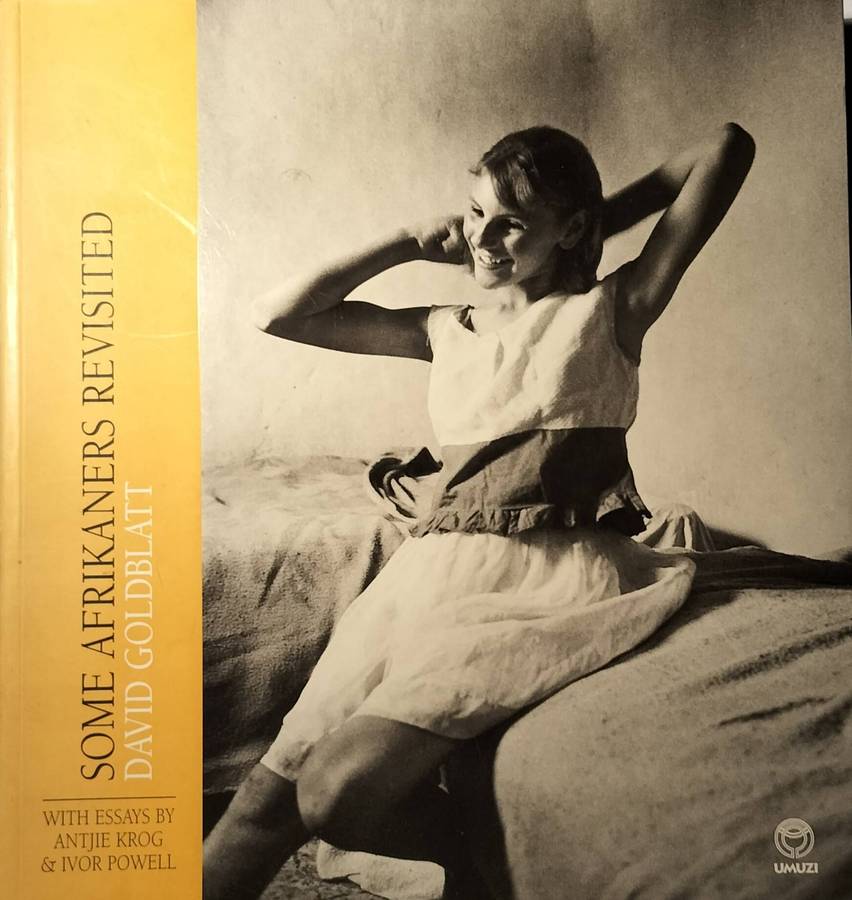 SOME AFRIKANERS REVISITED
DAVID GOLDBLATT
WITH ESSAYS BY
ANTJIE KROG
& IVOR POWELL
UMUZI